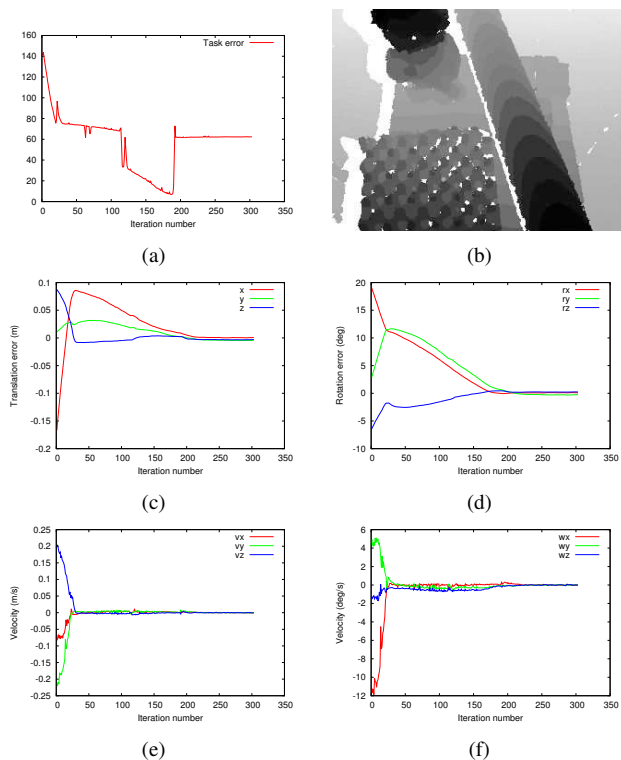 160
140
120
100
80
60
40
20
0
Task error
0 50 100 150 200 250 300 350
Iteration number
(a)
(b)
0.1
0.05
0
-0.05
-0.1
-0.15
-0.2
Translation error (m)
x
y
z
0 50 100 150 200 250 300 350
Iteration number
(c)
20
15
10
5
0
-5
-10
Rotation error (deg)
rx
ry
rz
0 50 100 150 200 250 300 350
Iteration number
(d)
0.25
0.2
0.15
0.1
0.05
0
-0.05
-0.1
-0.15
-0.2
-0.25
Velocity (m/s)
vx
vy
vz
0 50 100 150 200 250 300 350
Iteration number
(e)
6
4
2
0
-2
-4
-6
-8
-10
-12
Velocity (deg/s)
wx
wy
wz
0 50 100 150 200 250 300 350
Iteration number
(f)